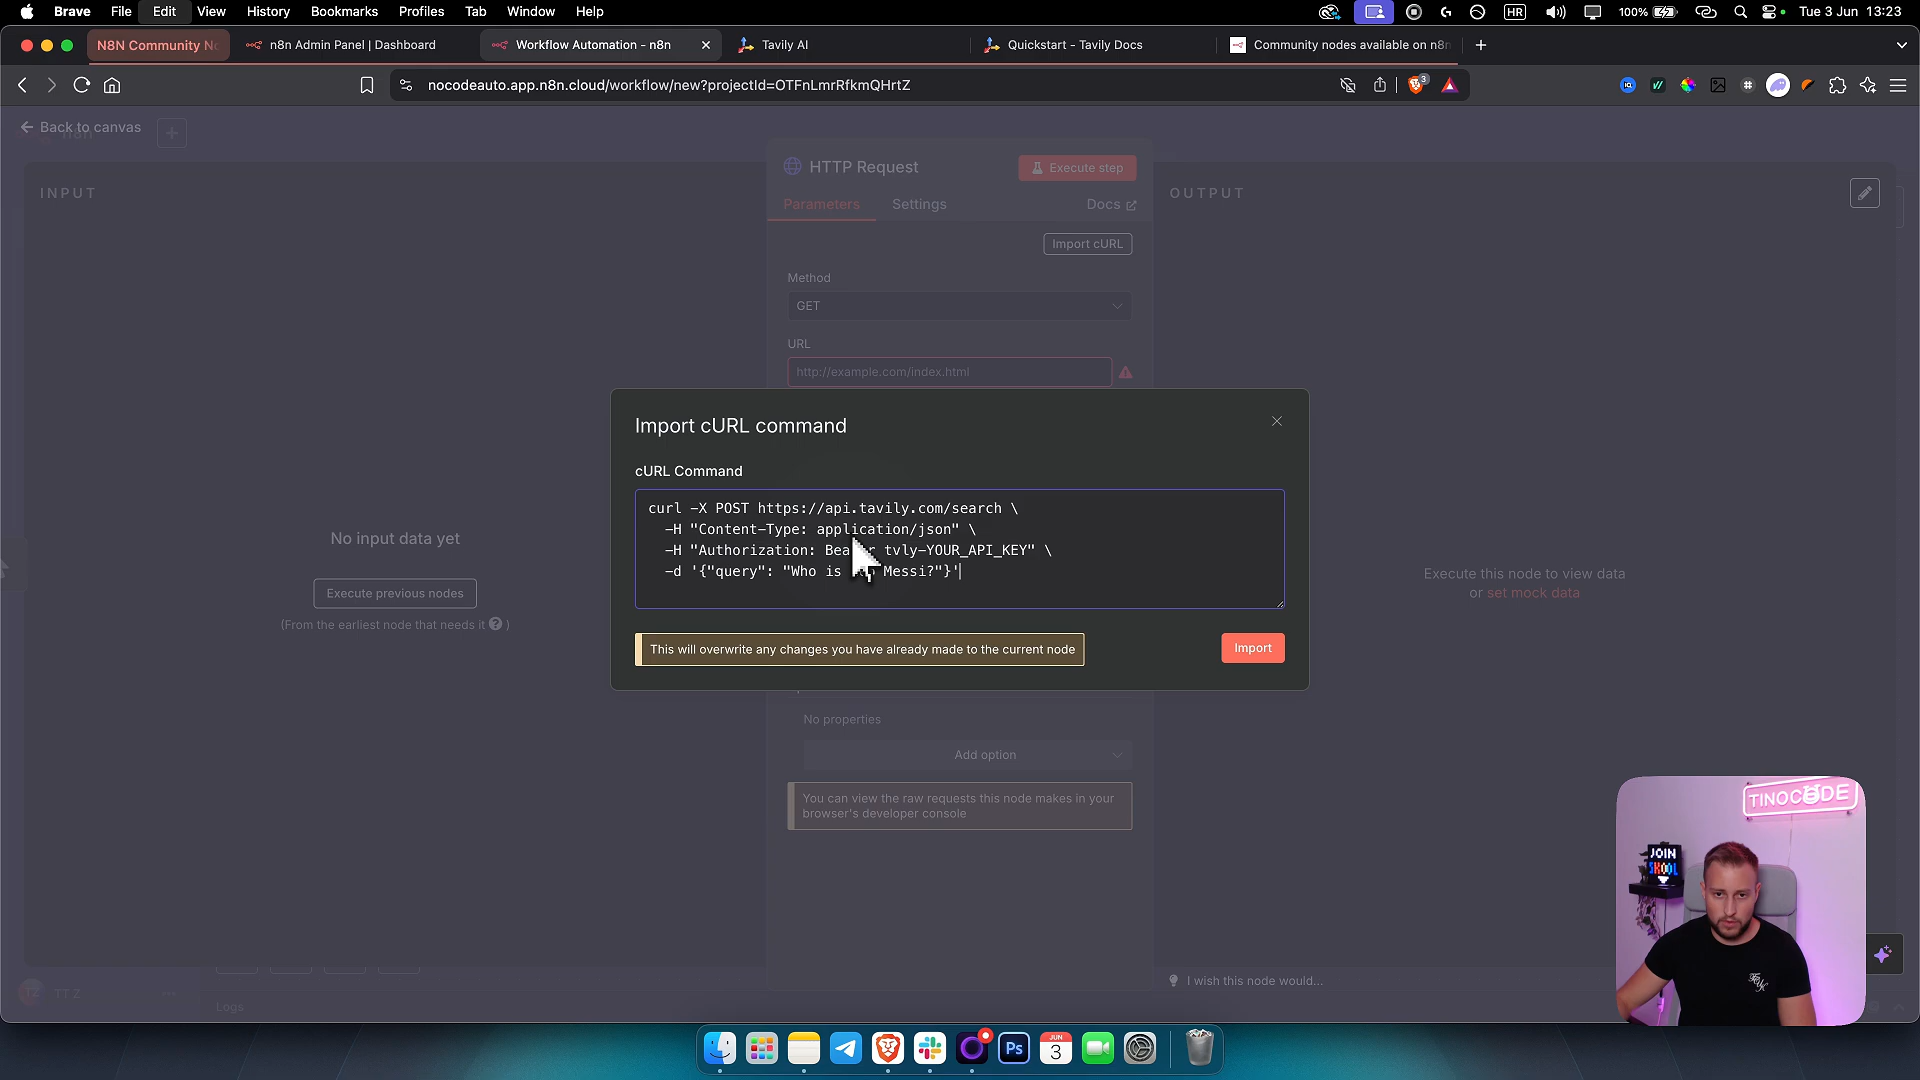 Brave File Edit View History Bookmarks Profiles Tab Window Help
HR 100% Tue 3 Jun 13:23
N8N Community No
n8n Admin Panel | Dashboard
Workflow Automation - n8n
Tavily AI
Quickstart - Tavily Docs
Community nodes available on n8n
nocodeauto.app.n8n.cloud/workflow/new?projectId=OTFnLmrRfkmQHrtZ
3
Back to canvas
INPUT
HTTP Request
Execute step
Parameters Settings Docs
OUTPUT
Import cURL
Method
GET
URL
http://example.com/index.html
Import cURL command
cURL Command
curl -X POST https://api.tavily.com/search \
-H "Content-Type: application/json" \
-H "Authorization: Bearer tvly-YOUR_API_KEY" \
-d '{"query": "Who is Messi?"}'
This will overwrite any changes you have already made to the current node
Import
No input data yet
Execute previous nodes
(From the earliest node that needs it ? )
Execute this node to view data
or set mock data
No properties
Add option
You can view the raw requests this node makes in your
browser's developer console
I wish this node would...
TT Z
Logs
TINOCODE
JOIN
SKOOL
Ps
JUN
3